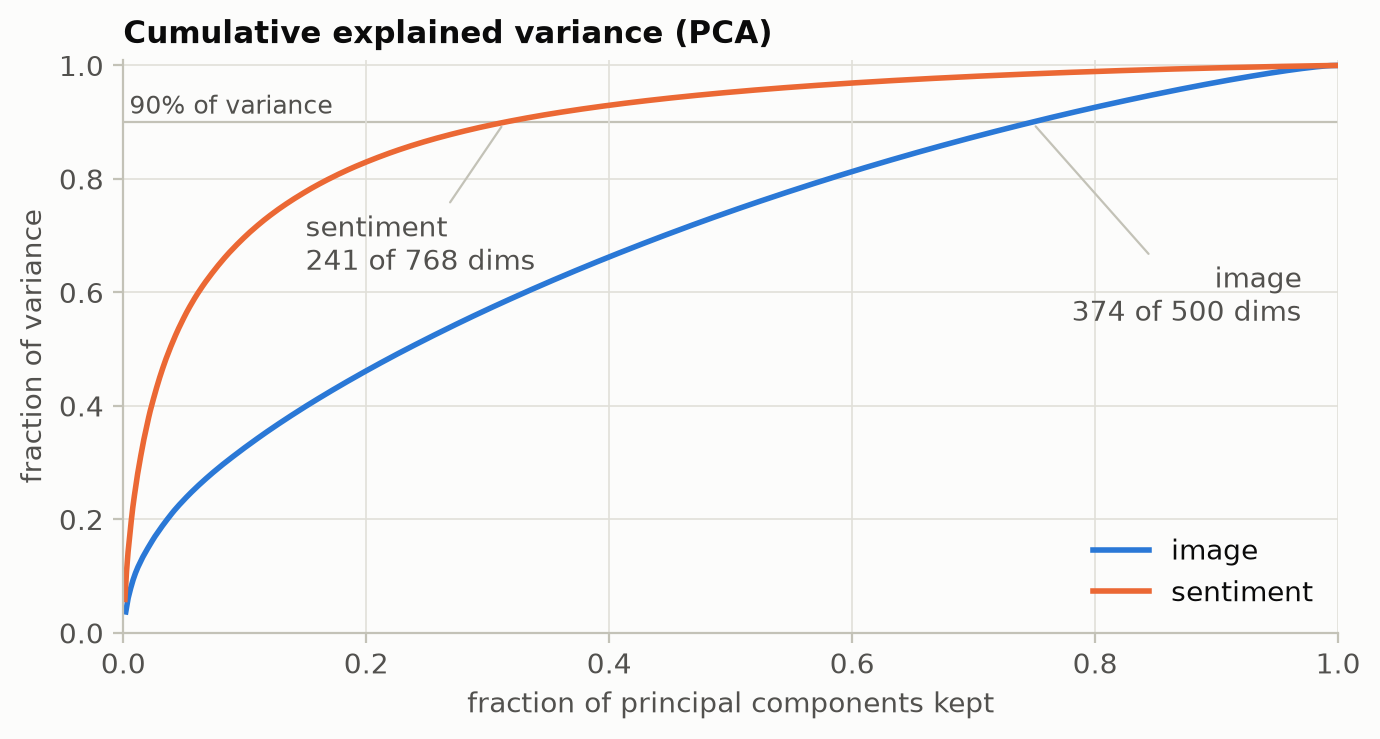 Cumulative explained variance (PCA)
1.0
90% of variance
0.8
sentiment
241 of 768 dims
image
374 of 500 dims
0.6
0.4
0.2
0.0
fraction of variance
image
sentiment
0.0 0.2 0.4 0.6 0.8 1.0
fraction of principal components kept